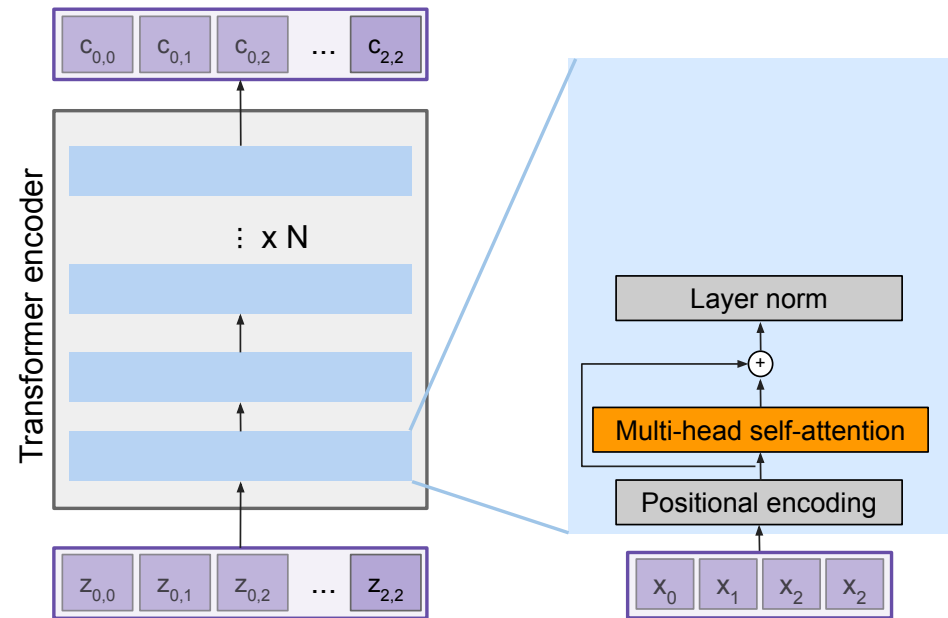 c0,0 c0,1 c0,2 ... c2,2
Transformer encoder
⋮ x N
z0,0 z0,1 z0,2 ... z2,2
Layer norm
+
Multi-head self-attention
Positional encoding
x0 x1 x2 x2